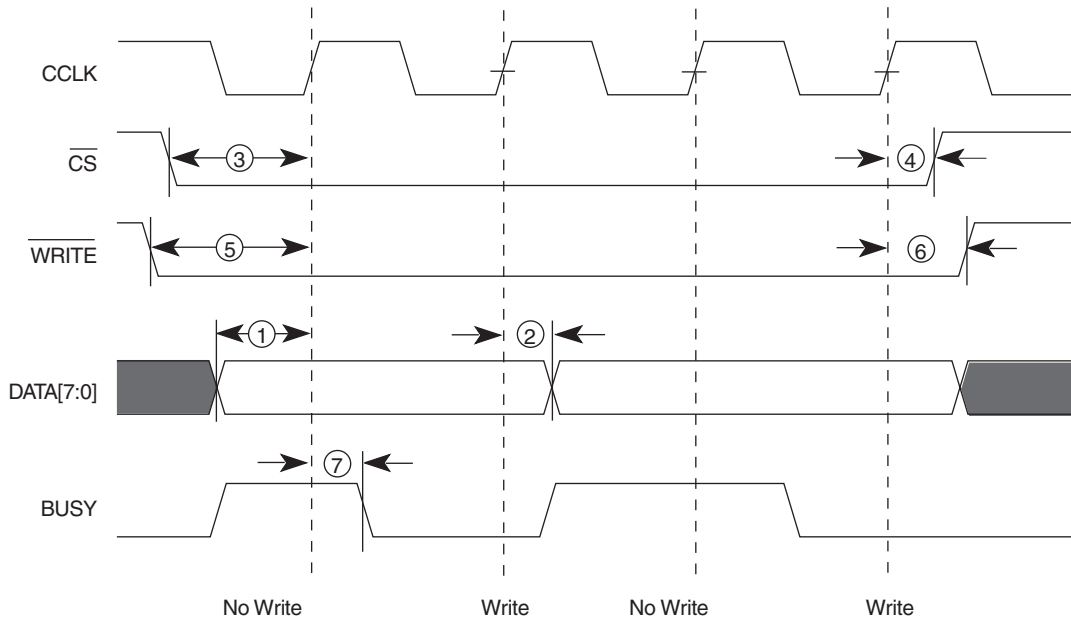 CCLK
CS
③
④
WRITE
⑤
⑥
①
②
DATA[7:0]
⑦
BUSY
No Write
Write
No Write
Write